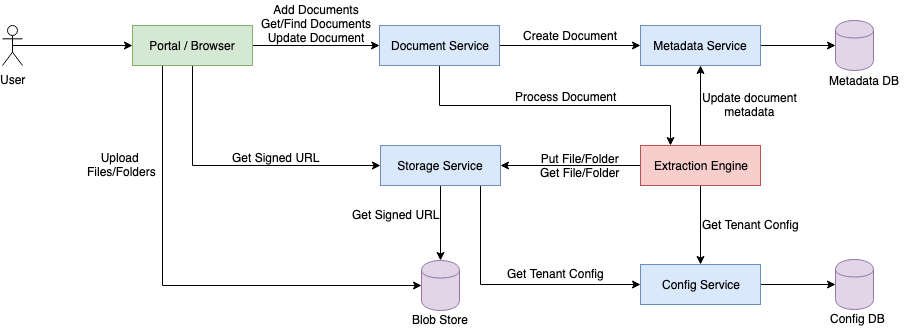 Add Documents
Get/Find Documents
Update Document
Portal / Browser
Document Service
Create Document
Metadata Service
User
Metadata DB
Process Document
Update document
metadata
Upload
Files/Folders
Get Signed URL
Storage Service
Put File/Folder
Get File/Folder
Extraction Engine
Get Signed URL
Get Tenant Config
Get Tenant Config
Config Service
Blob Store
Config DB